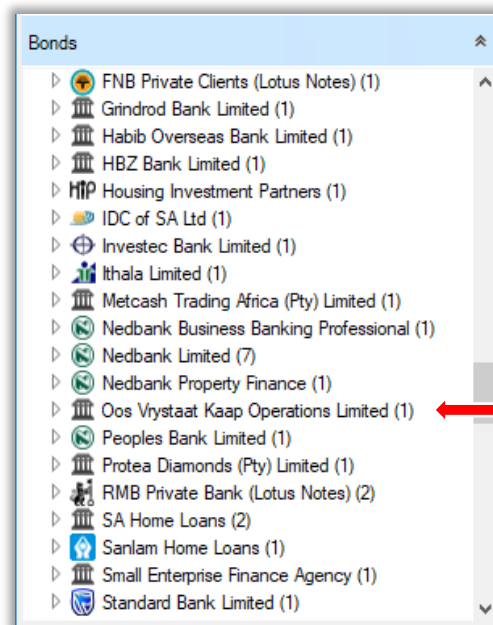 Bonds
FNB Private Clients (Lotus Notes) (1)
Grindrod Bank Limited (1)
Habib Overseas Bank Limited (1)
HBZ Bank Limited (1)
HIP Housing Investment Partners (1)
IDC of SA Ltd (1)
Investec Bank Limited (1)
Ithala Limited (1)
Metcash Trading Africa (Pty) Limited (1)
Nedbank Business Banking Professional (1)
Nedbank Limited (7)
Nedbank Property Finance (1)
Oos Vrystaat Kaap Operations Limited (1)
Peoples Bank Limited (1)
Protea Diamonds (Pty) Limited (1)
RMB Private Bank (Lotus Notes) (2)
SA Home Loans (2)
Sanlam Home Loans (1)
Small Enterprise Finance Agency (1)
Standard Bank Limited (1)